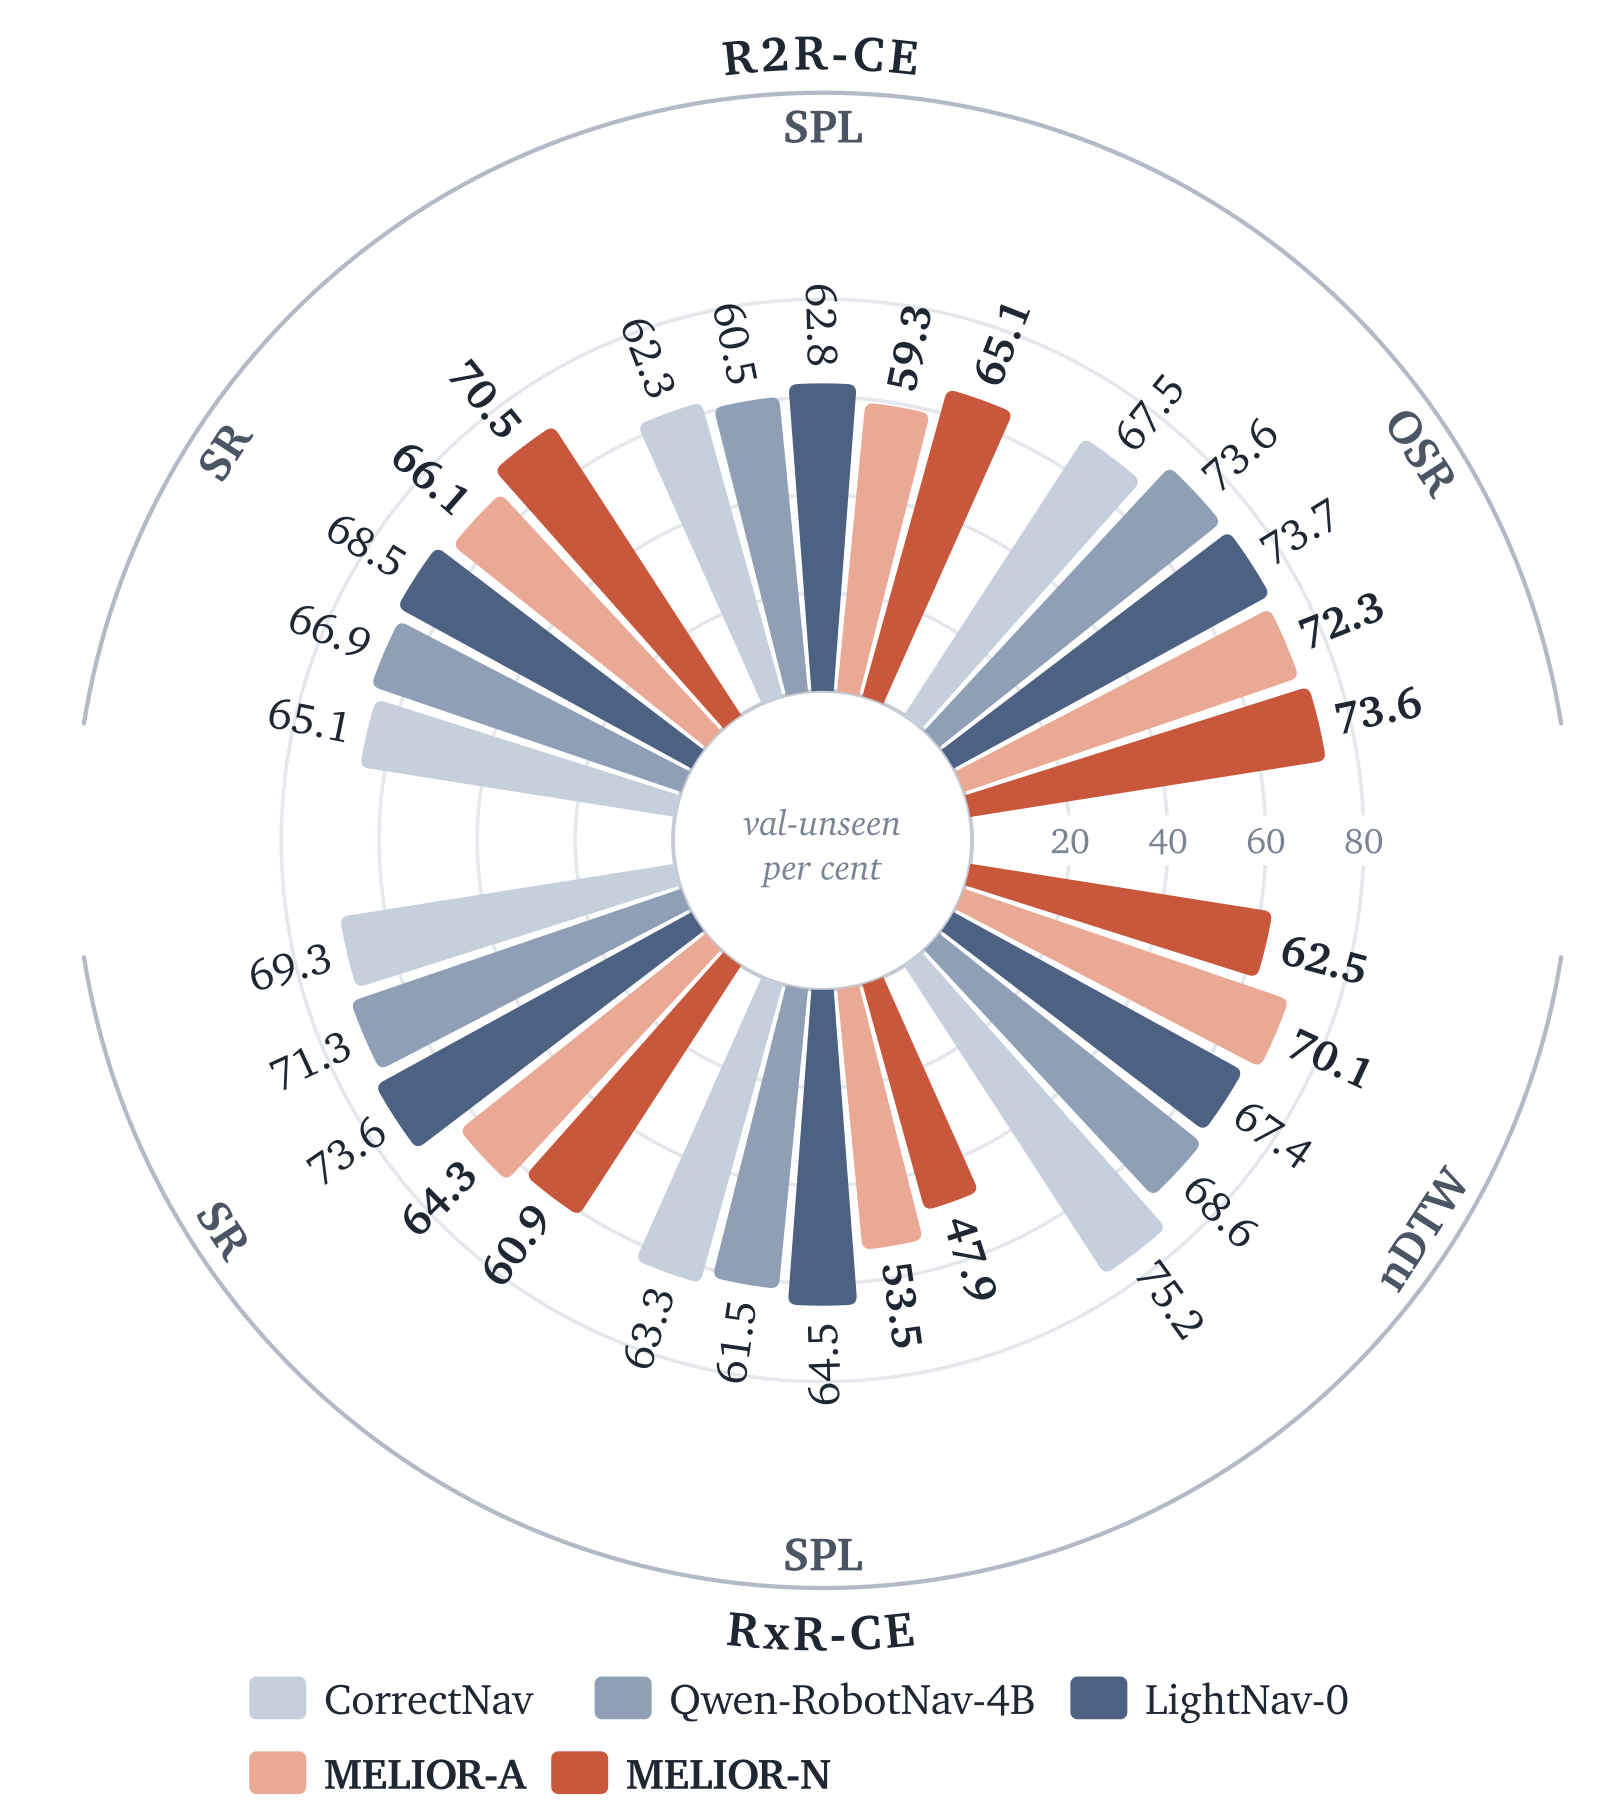 R2R-CE
SPL
SR
OSR
65.1
66.9
68.5
66.1
70.5
62.3
60.5
62.8
59.3
65.1
67.5
73.6
73.7
72.3
73.6
val-unseen
per cent
20 40 60 80
69.3
71.3
73.6
64.3
60.9
63.3
61.5
64.5
53.5
47.9
75.2
68.6
67.4
70.1
62.5
SR
nDTW
SPL
RxR-CE
CorrectNav Qwen-RobotNav-4B LightNav-0
MELIOR-A MELIOR-N